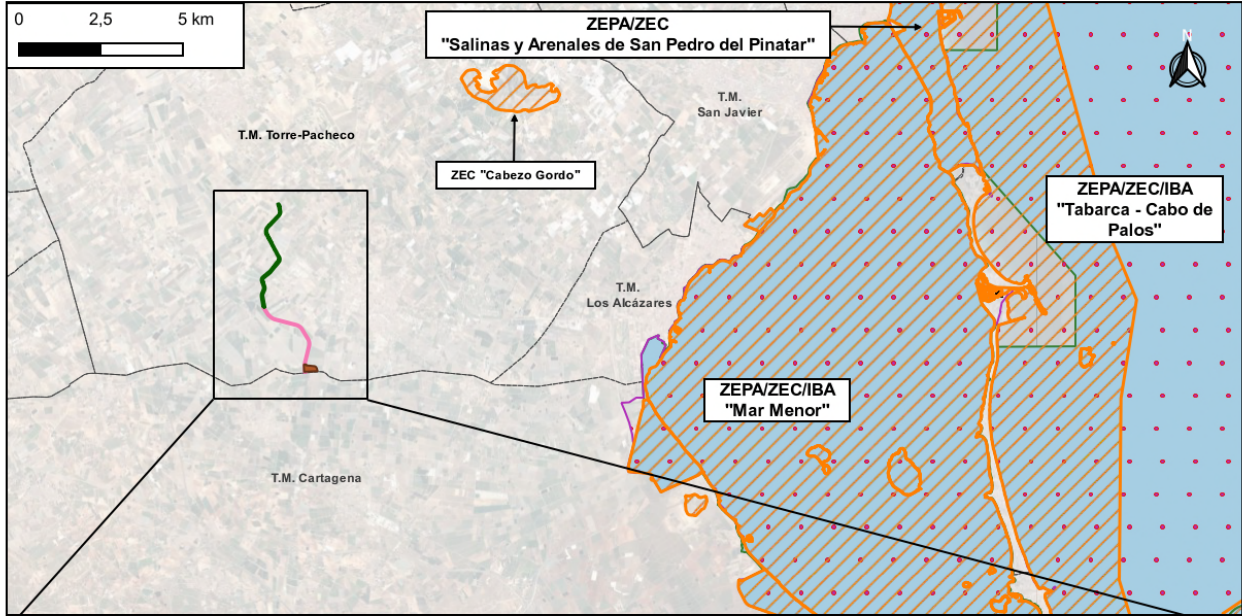 0 2,5 5 km
ZEPA/ZEC
"Salinas y Arenales de San Pedro del Pinatar"
N
T.M.
San Javier
T.M. Torre-Pacheco
ZEC "Cabezo Gordo"
ZEPA/ZEC/IBA
"Tabarca - Cabo de
Palos"
T.M.
Los Alcázares
ZEPA/ZEC/IBA
"Mar Menor"
T.M. Cartagena